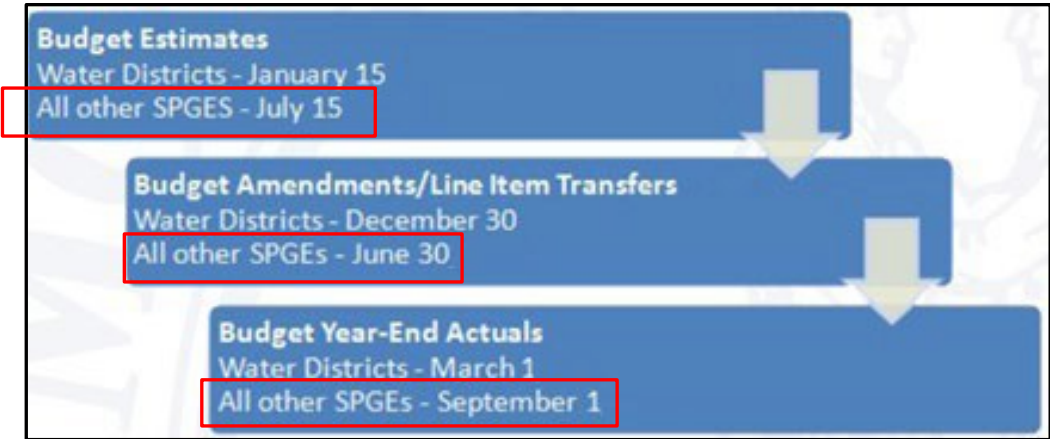 Budget Estimates
Water Districts - January 15
All other SPGES - July 15
Budget Amendments/Line Item Transfers
Water Districts - December 30
All other SPGEs - June 30
Budget Year-End Actuals
Water Districts - March 1
All other SPGEs - September 1